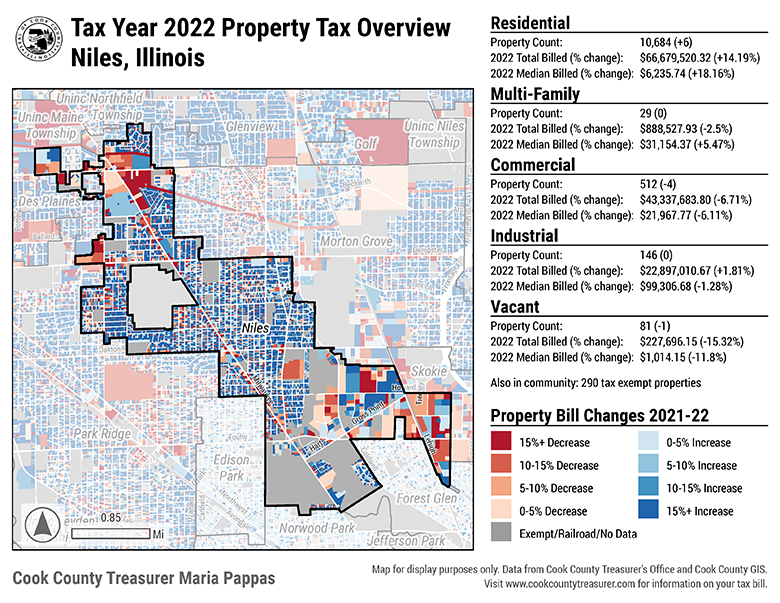 Tax Year 2022 Property Tax Overview
Niles, Illinois
Uninc Northfield
Township
Uninc Maine
Township
Glenview
Golf
Uninc Niles
Township
Des Plaines
Ballard
Morton Grove
Dempster
Niles
Skokie
Howard
Touhy
Gross Point
Harts
Lehigh
Park Ridge
Touhy
Edison
Park
Northwest
Forest Glen
Norwood Park
Jefferson Park
0.85
Mi
Residential
Property Count: 10,684 (+6)
2022 Total Billed (% change): $66,679,520.32 (+14.19%)
2022 Median Billed (% change): $6,235.74 (+18.16%)
Multi-Family
Property Count: 29 (0)
2022 Total Billed (% change): $888,527.93 (-2.5%)
2022 Median Billed (% change): $31,154.37 (+5.47%)
Commercial
Property Count: 512 (-4)
2022 Total Billed (% change): $43,337,683.80 (-6.71%)
2022 Median Billed (% change): $21,967.77 (-6.11%)
Industrial
Property Count: 146 (0)
2022 Total Billed (% change): $22,897,010.67 (+1.81%)
2022 Median Billed (% change): $99,306.68 (-1.28%)
Vacant
Property Count: 81 (-1)
2022 Total Billed (% change): $227,696.15 (-15.32%)
2022 Median Billed (% change): $1,014.15 (-11.8%)
Also in community: 290 tax exempt properties
Property Bill Changes 2021-22
15%+ Decrease
0-5% Increase
10-15% Decrease
5-10% Increase
5-10% Decrease
10-15% Increase
0-5% Decrease
15%+ Increase
Exempt/Railroad/No Data
Cook County Treasurer Maria Pappas
Map for display purposes only. Data from Cook County Treasurer's Office and Cook County GIS.
Visit www.cookcountytreasurer.com for information on your tax bill.